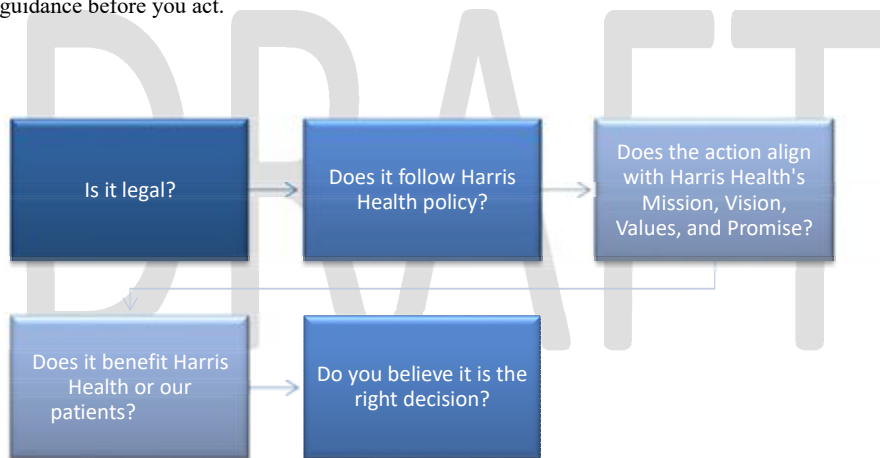 guidance before you act.
DRAFT
Is it legal?
Does it follow Harris
Health policy?
Does the action align
with Harris Health's
Mission, Vision,
Values, and Promise?
Does it benefit Harris
Health or our
patients?
Do you believe it is the
right decision?